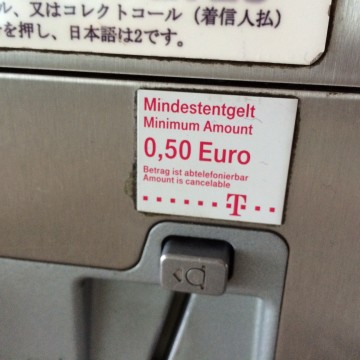 ル、又はコレクトコール（着信人払）
を押し、日本語は2です。
Mindestentgelt
Minimum Amount
0,50 Euro
Betrag ist abtelefonierbar
Amount is cancelable
T